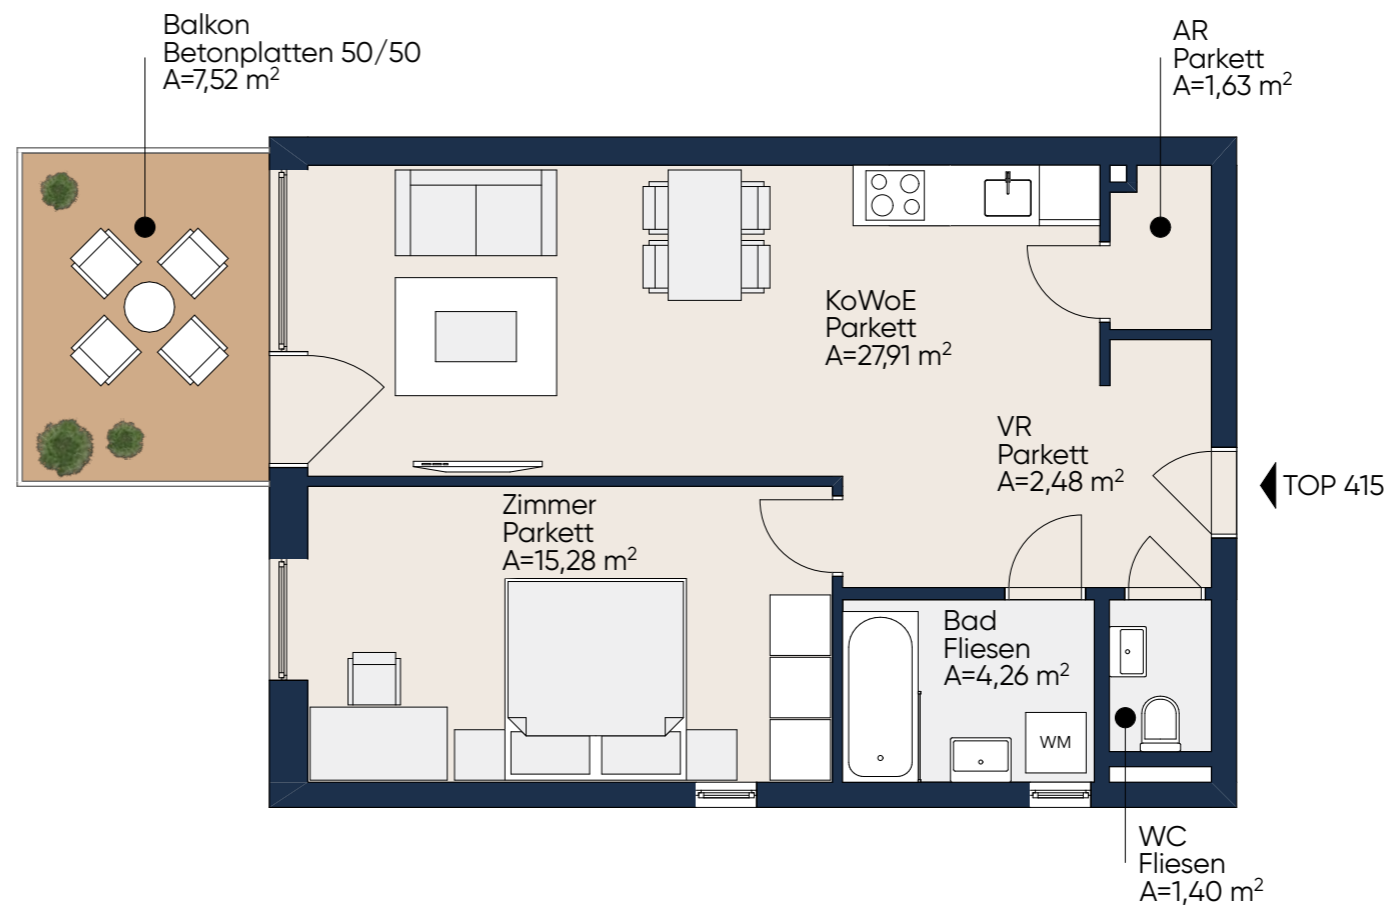 Balkon
Betonplatten 50/50
A=7,52 m²
AR
Parkett
A=1,63 m²
KoWoE
Parkett
A=27,91 m²
VR
Parkett
A=2,48 m²
TOP 415
Zimmer
Parkett
A=15,28 m²
Bad
Fliesen
A=4,26 m²
WM
WC
Fliesen
A=1,40 m²